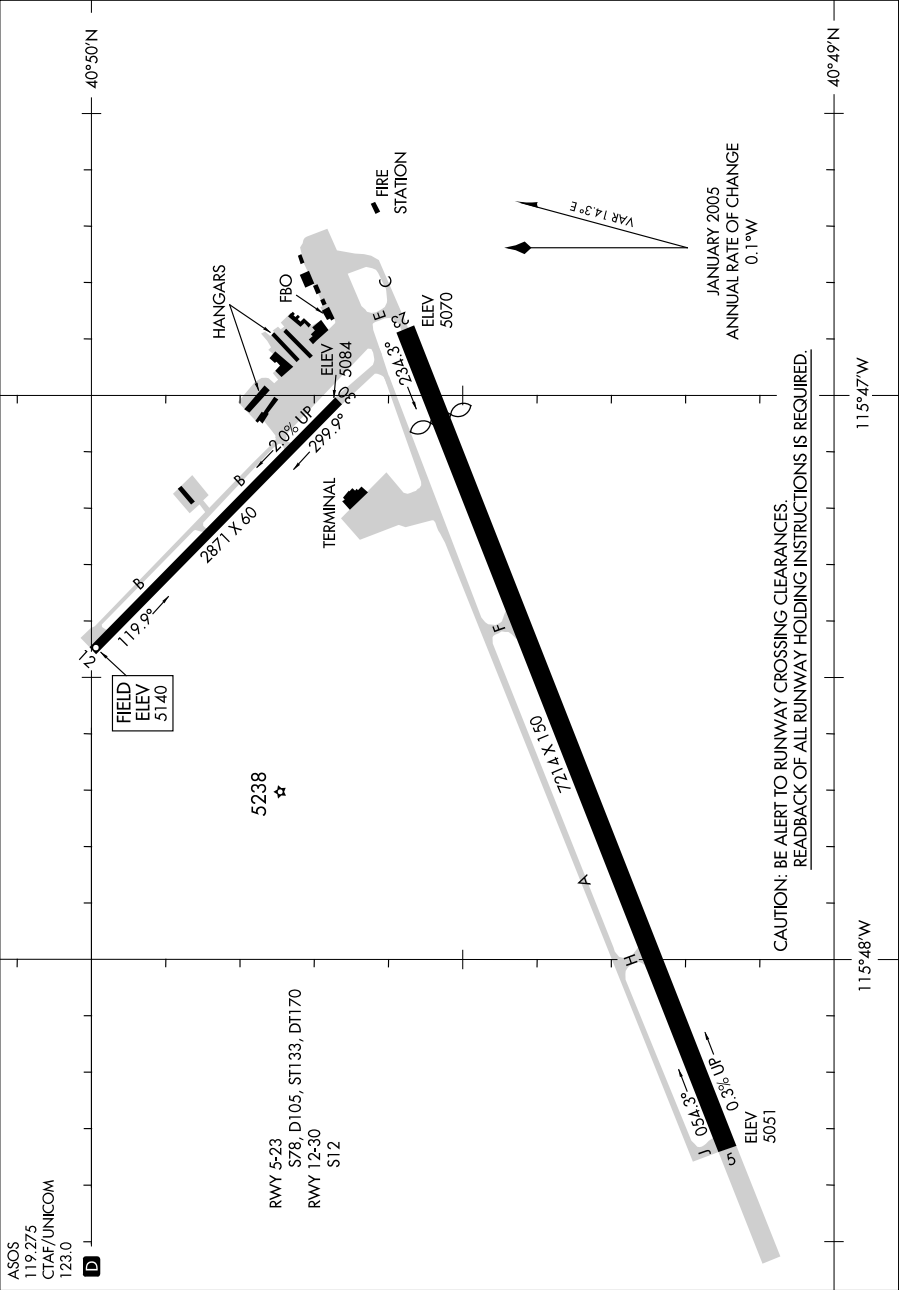 ASOS
119.275
CTAF/UNICOM
123.0
D
40°50'N
40°49'N
115°47'W
115°48'W
HANGARS
FBO
FIRE
STATION
ELEV
5084
30
2.0% UP
299.9°
B
2871 X 60
B
119.9°
12
FIELD
ELEV
5140
TERMINAL
5238
C
E
23
ELEV
5070
234.3°
F
7214 X 150
A
H
J
054.3°
0.3% UP
5
ELEV
5051
VAR 14.3° E
JANUARY 2005
ANNUAL RATE OF CHANGE
0.1°W
RWY 5-23
S78, D105, ST133, DT170
RWY 12-30
S12
CAUTION: BE ALERT TO RUNWAY CROSSING CLEARANCES.
READBACK OF ALL RUNWAY HOLDING INSTRUCTIONS IS REQUIRED.